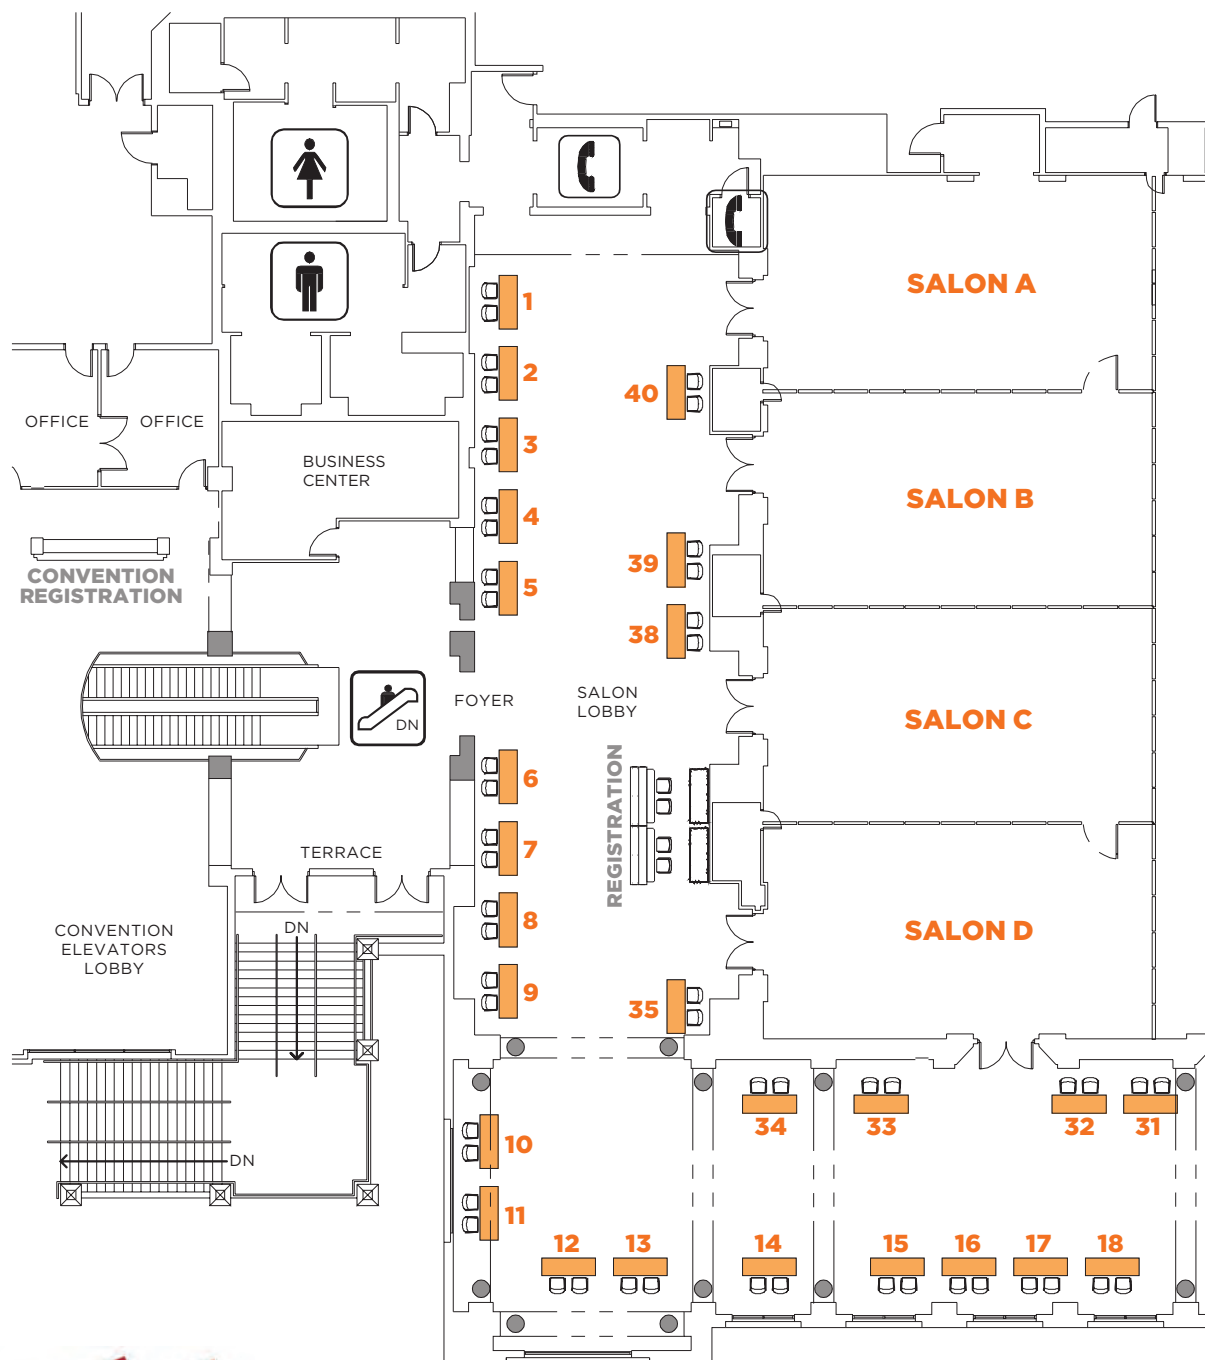 SALON A
1
2
40
OFFICE
OFFICE
3
BUSINESS
CENTER
SALON B
4
39
CONVENTION
REGISTRATION
5
38
FOYER
SALON
LOBBY
SALON C
DN
6
REGISTRATION
7
TERRACE
8
DN
CONVENTION
ELEVATORS
LOBBY
SALON D
9
35
34
33
32
31
10
DN
11
12
13
14
15
16
17
18